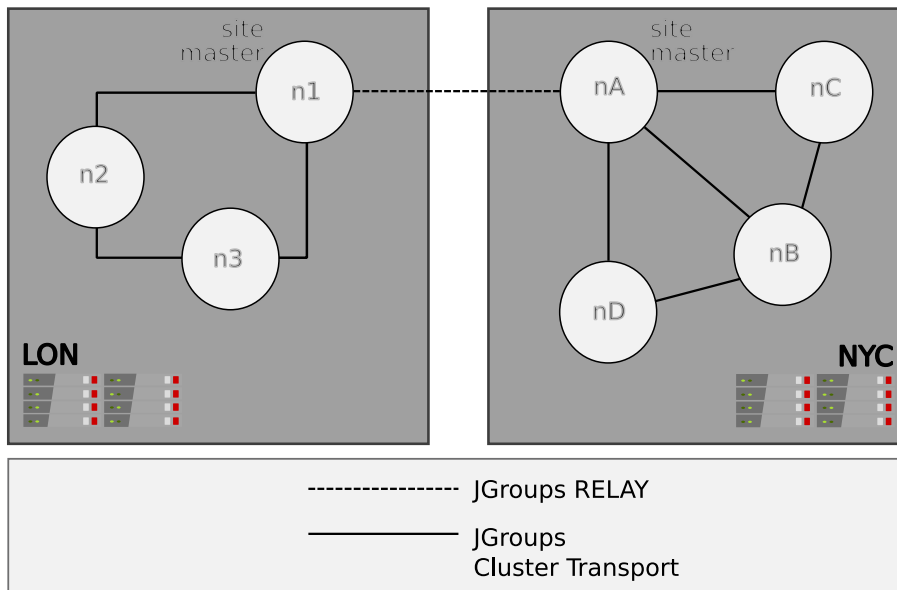 site
master
n1
n2
n3
LON
site
master
nA
nC
nB
nD
NYC
JGroups RELAY
JGroups
Cluster Transport